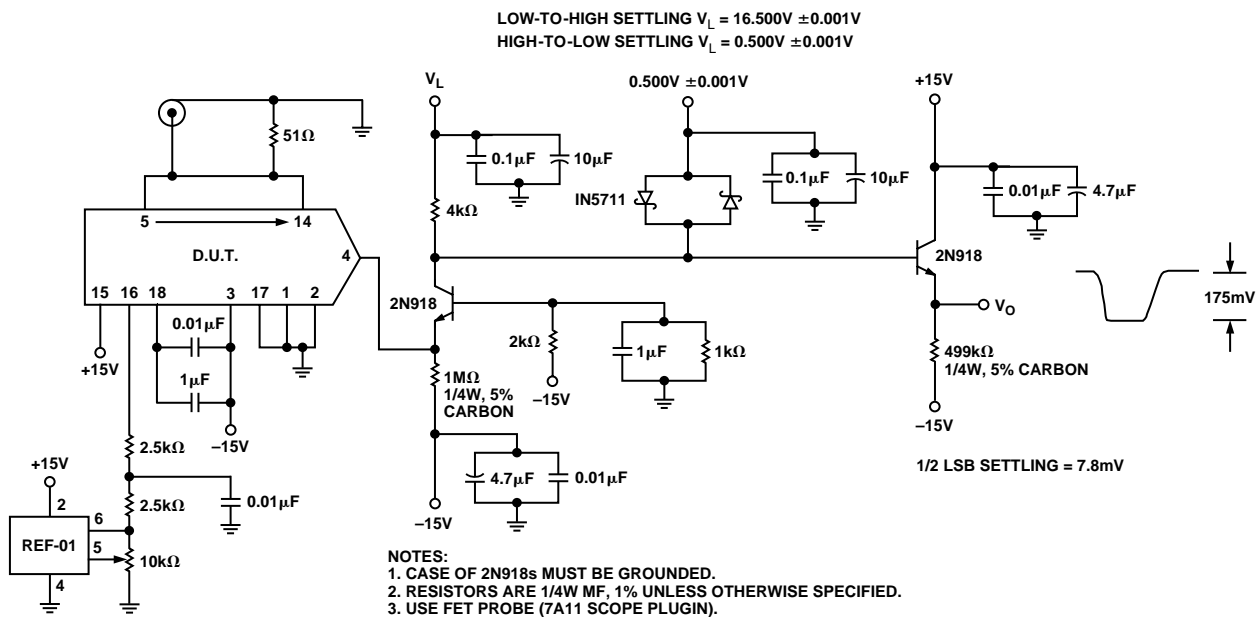 LOW-TO-HIGH SETTLING VL = 16.500V ±0.001V
HIGH-TO-LOW SETTLING VL = 0.500V ±0.001V
VL
0.500V ±0.001V
+15V
51Ω
0.1µF
10µF
0.1µF
10µF
0.01µF
4.7µF
4kΩ
IN5711
5
14
D.U.T.
4
2N918
15
16
18
3
17
1
2
2N918
VO
175mV
0.01µF
1µF
+15V
–15V
2kΩ
–15V
1µF
1kΩ
1MΩ
1/4W, 5%
CARBON
499kΩ
1/4W, 5% CARBON
–15V
2.5kΩ
0.01µF
4.7µF
0.01µF
–15V
1/2 LSB SETTLING = 7.8mV
+15V
2
2.5kΩ
6
REF-01
5
10kΩ
4
NOTES:
1. CASE OF 2N918s MUST BE GROUNDED.
2. RESISTORS ARE 1/4W MF, 1% UNLESS OTHERWISE SPECIFIED.
3. USE FET PROBE (7A11 SCOPE PLUGIN).